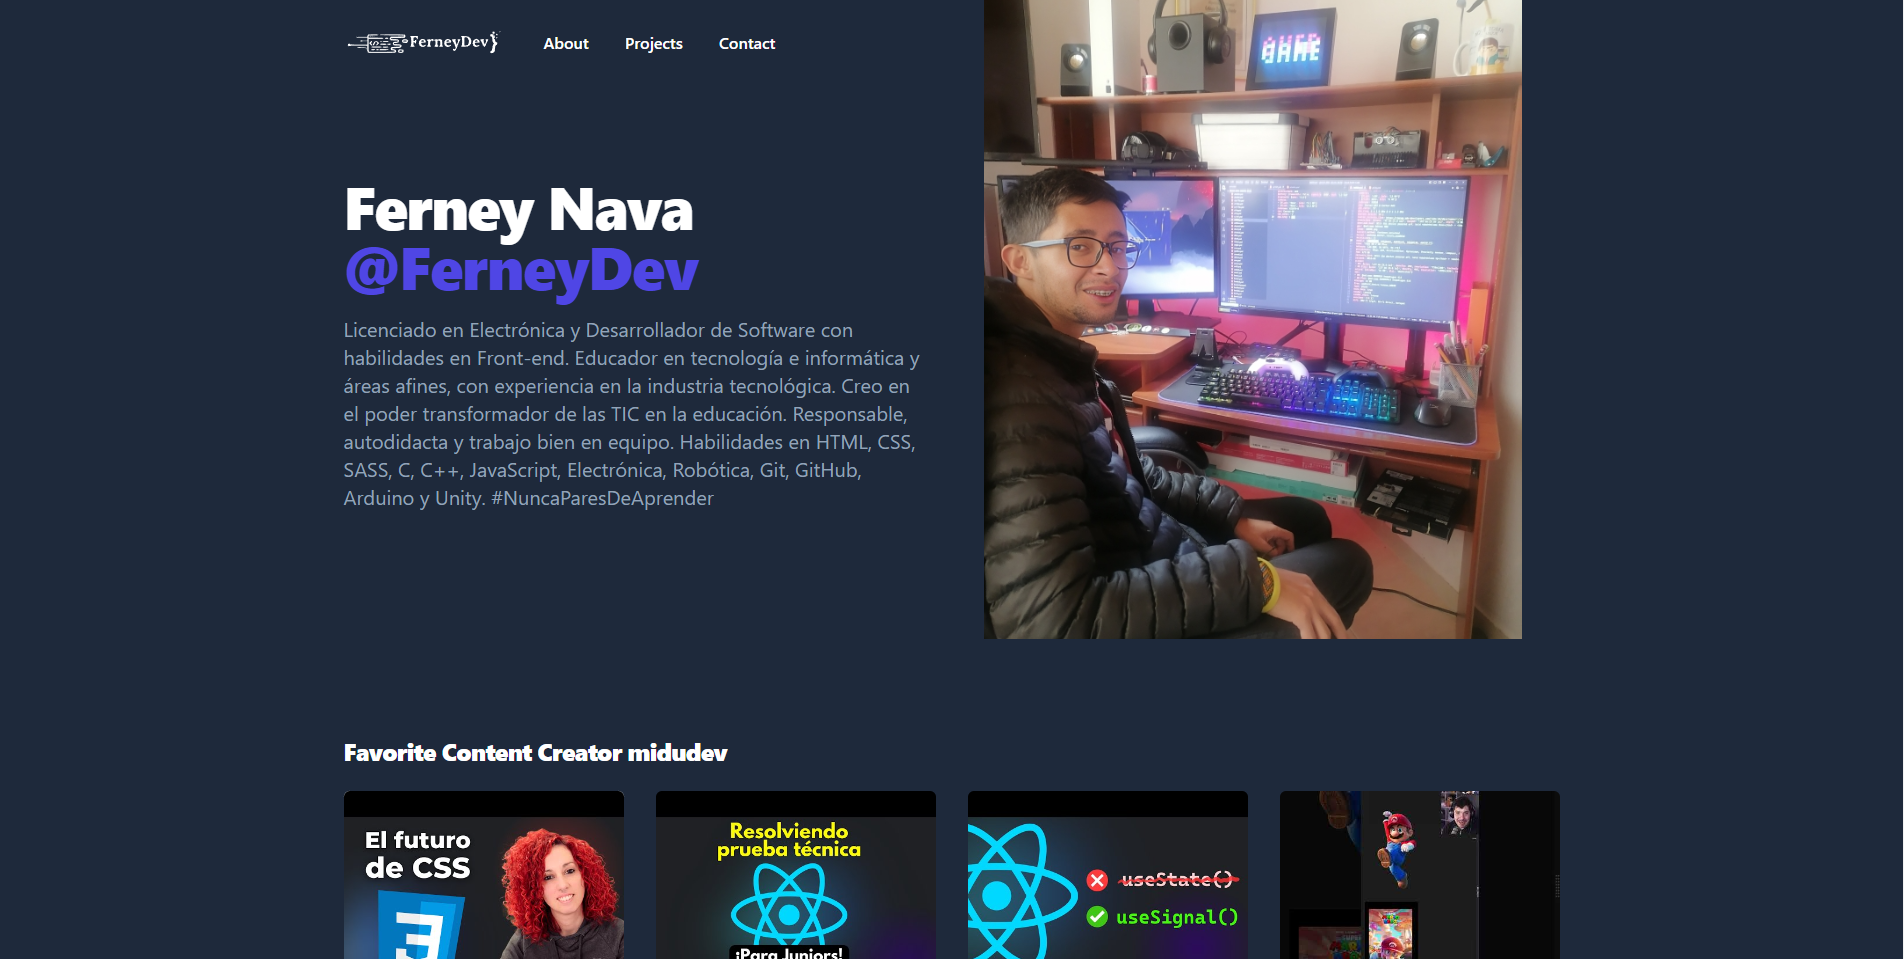 FerneyDev
About
Projects
Contact
GAME
Ferney Nava
@FerneyDev
Licenciado en Electrónica y Desarrollador de Software con
habilidades en Front-end. Educador en tecnología e informática y
áreas afines, con experiencia en la industria tecnológica. Creo en
el poder transformador de las TIC en la educación. Responsable,
autodidacta y trabajo bien en equipo. Habilidades en HTML, CSS,
SASS, C, C++, JavaScript, Electrónica, Robótica, Git, GitHub,
Arduino y Unity. #NuncaParesDeAprender
Favorite Content Creator midudev
El futuro
de CSS
Resolviendo
prueba técnica
¡Para Juniors!
useState()
useSignal()